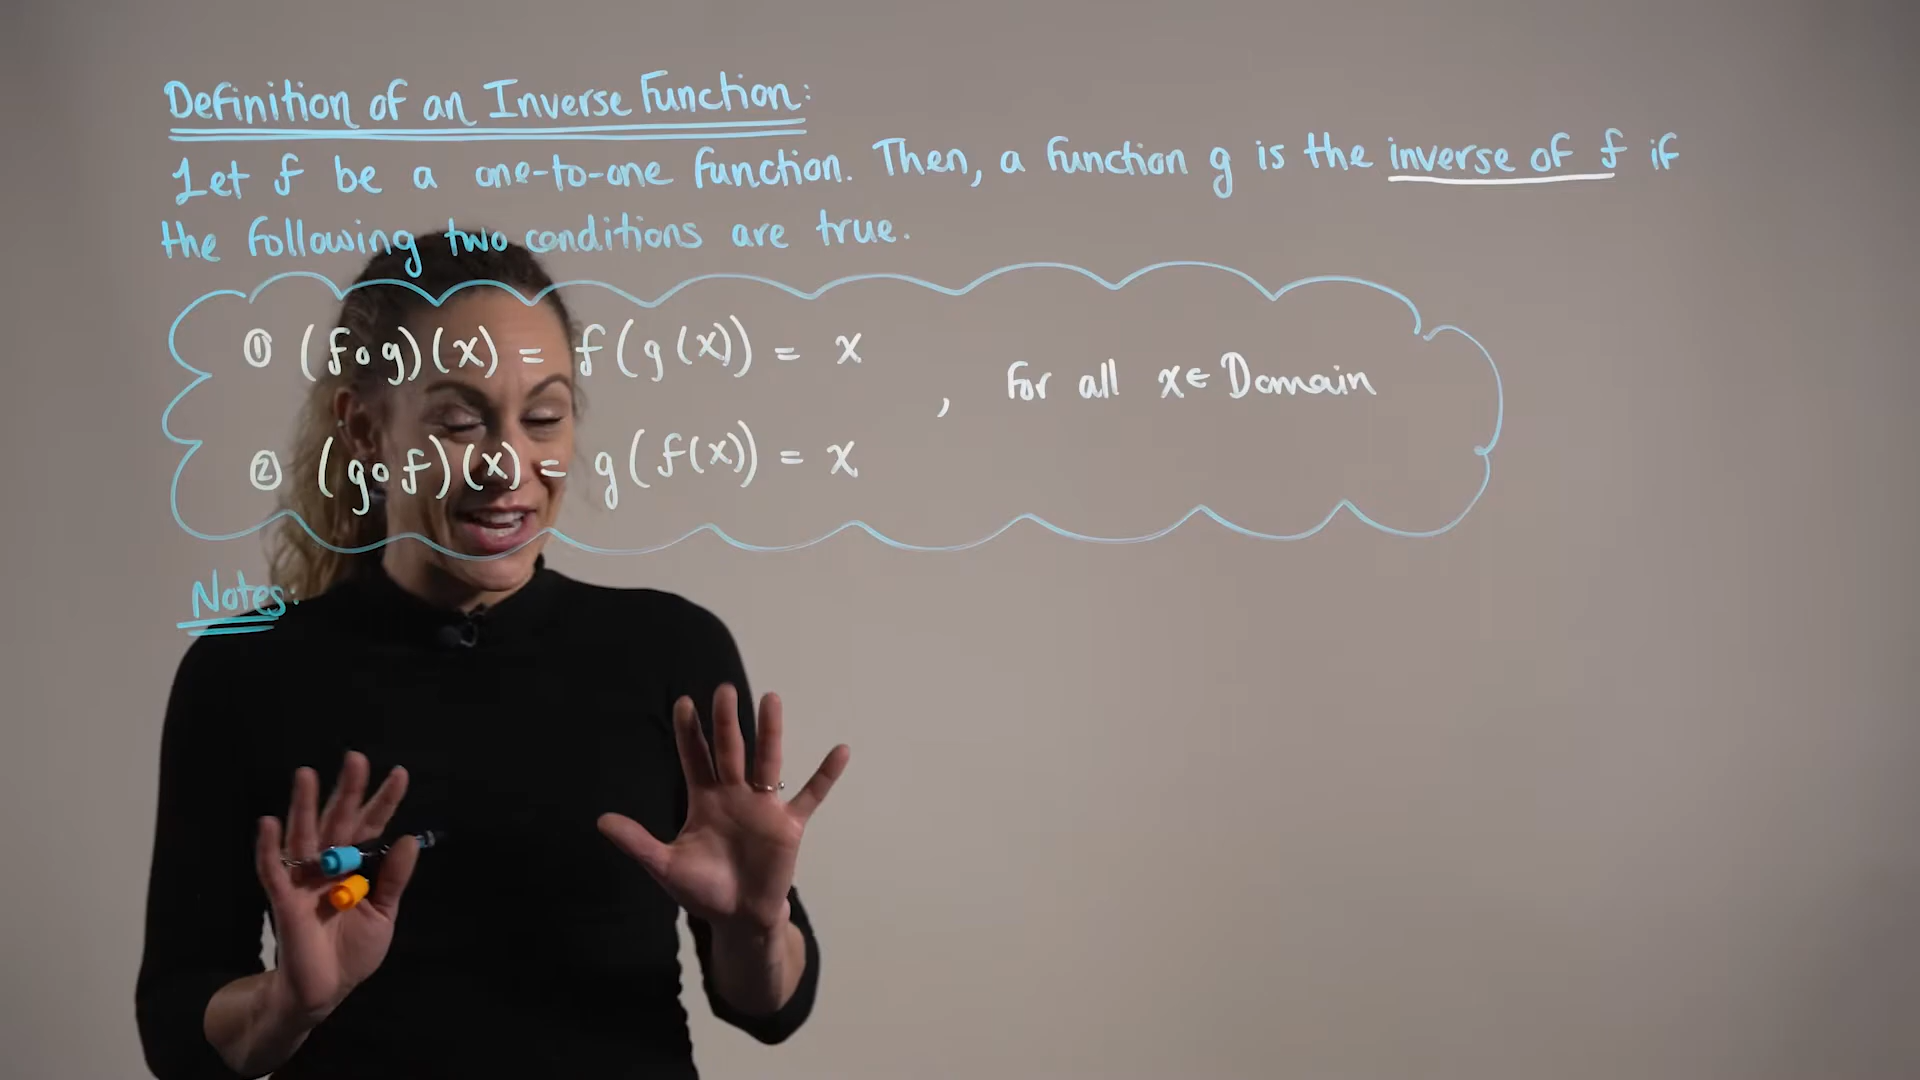 Definition of an Inverse Function:
Let f be a one-to-one function. Then, a function g is the inverse of f if
the following two conditions are true.
① (f∘g)(x) = f(g(x)) = x
, for all x∈Domain
② (g∘f)(x) = g(f(x)) = x
Notes: